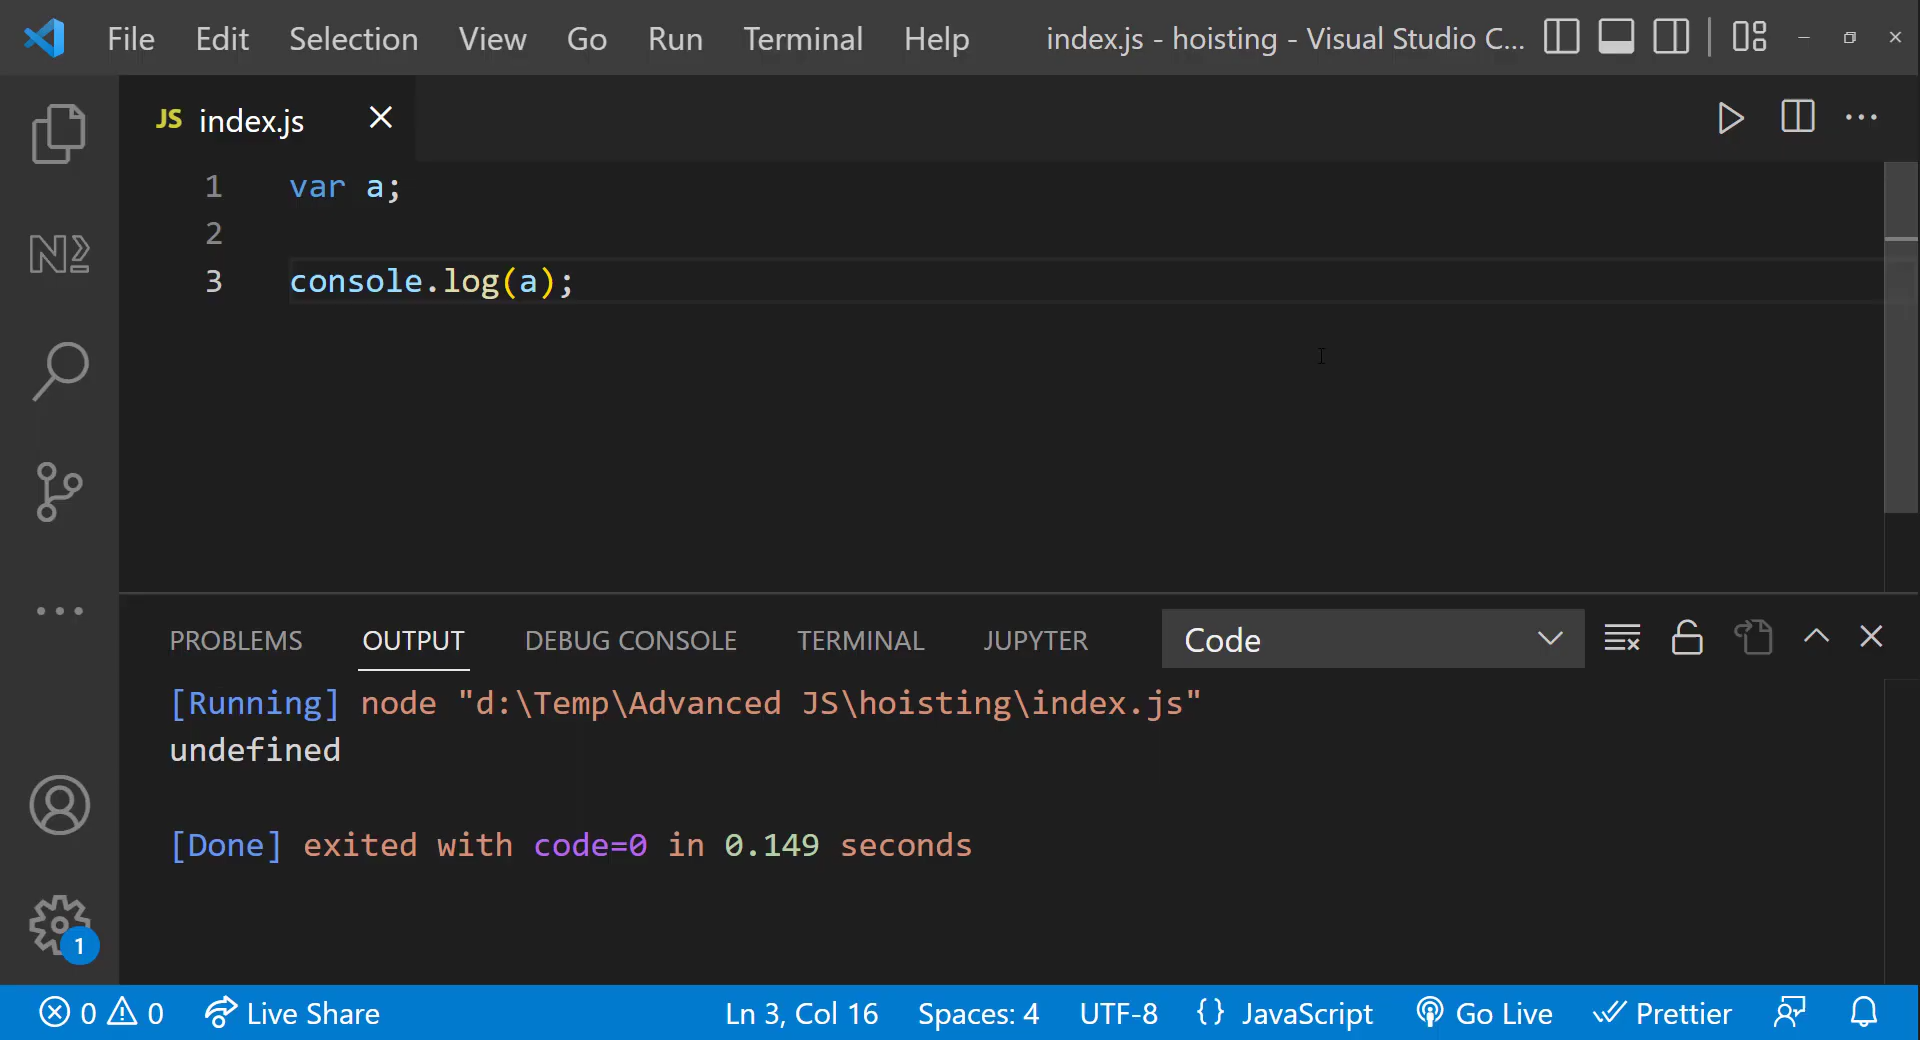 File Edit Selection View Go Run Terminal Help index.js - hoisting - Visual Studio C...
JS index.js
1 var a;
2
3 console.log(a);
PROBLEMS OUTPUT DEBUG CONSOLE TERMINAL JUPYTER Code
[Running] node "d:\Temp\Advanced JS\hoisting\index.js"
undefined
[Done] exited with code=0 in 0.149 seconds
1
0 0 Live Share Ln 3, Col 16 Spaces: 4 UTF-8 {} JavaScript Go Live Prettier